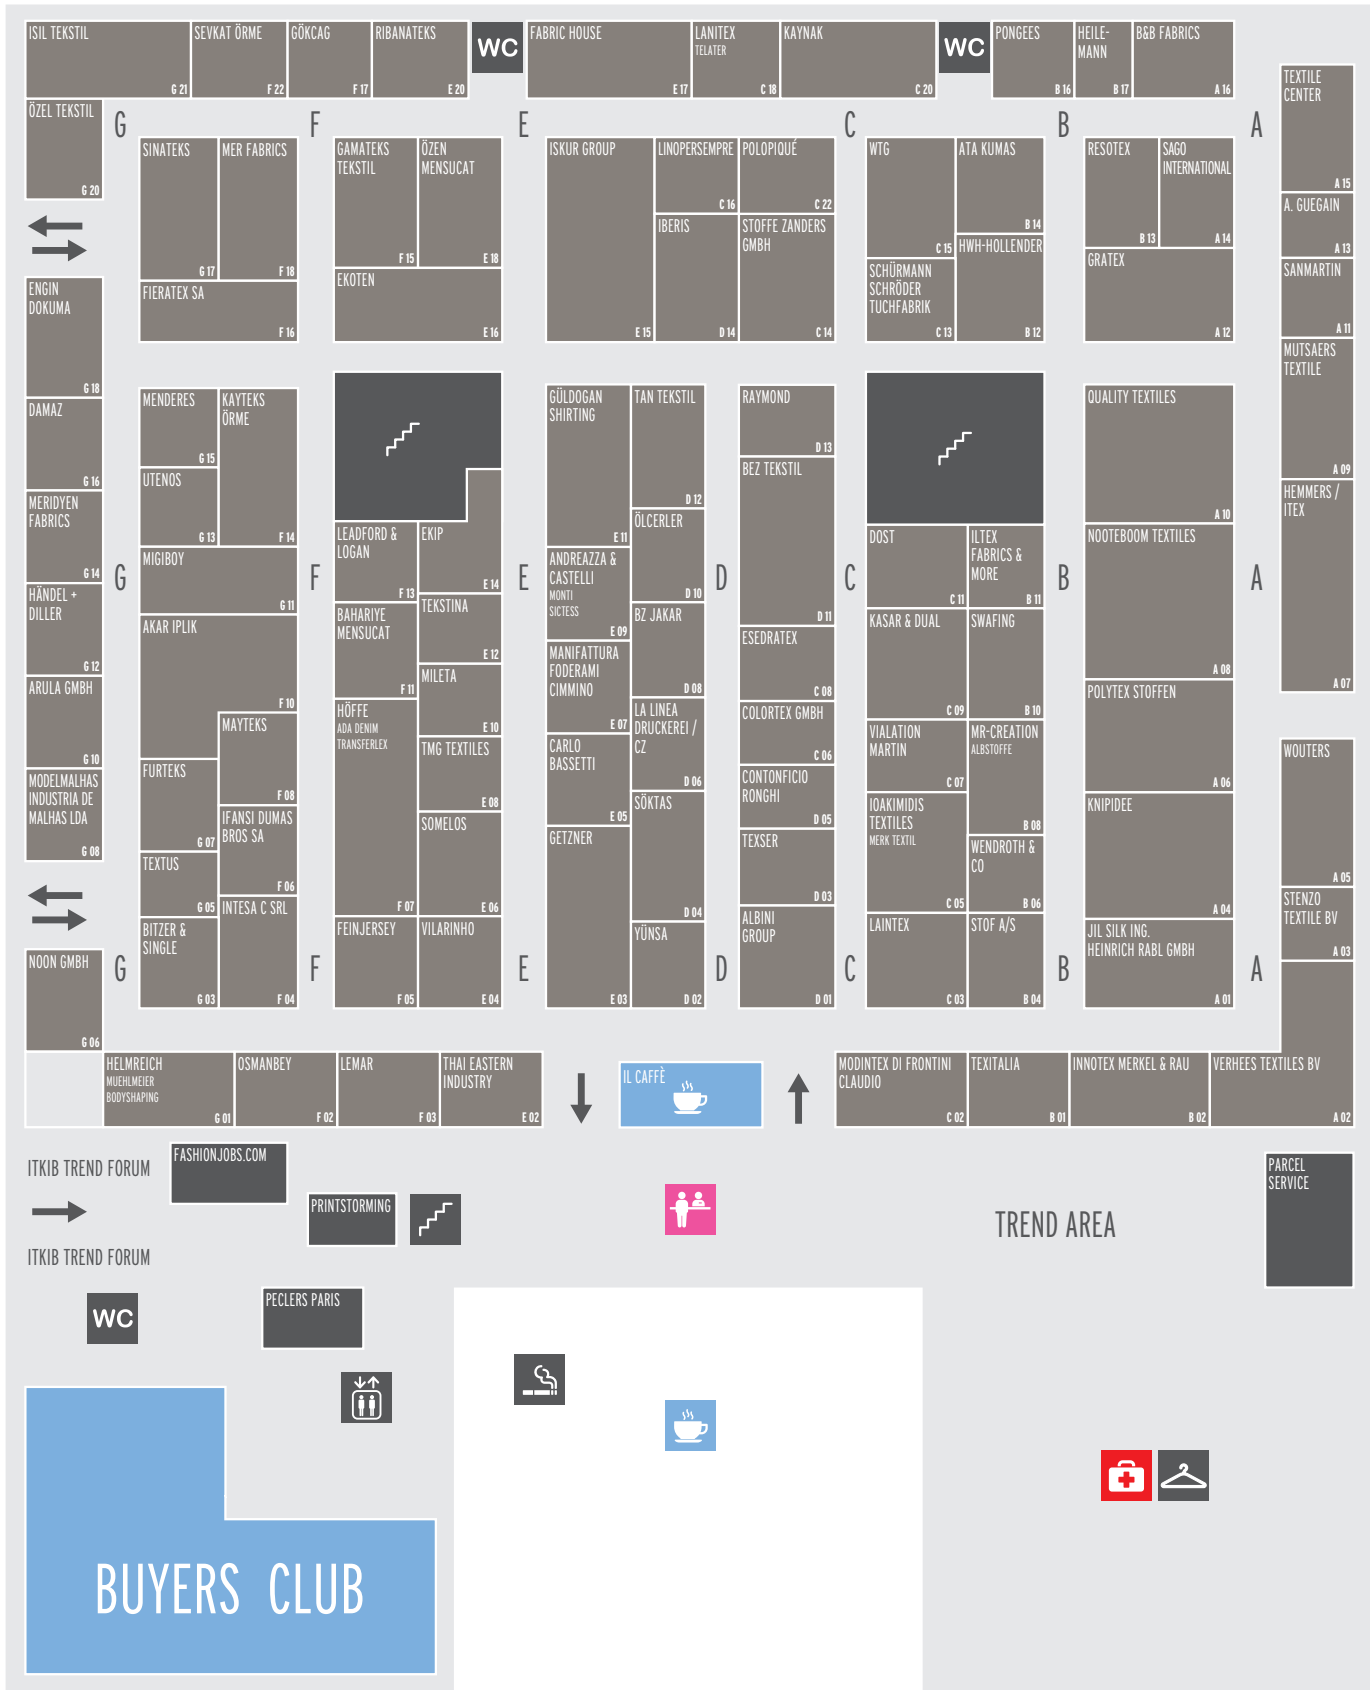 ISIL TEKSTIL
G 21
SEVKAT ÖRME
F 22
GÖKCAG
F 17
RIBANATEKS
E 20
WC
FABRIC HOUSE
E 17
LANITEX
TELATER
C 18
KAYNAK
C 20
WC
PONGEES
B 16
HEILE-
MANN
B 17
B&B FABRICS
A 16
TEXTILE
CENTER
A 15
ÖZEL TEKSTIL
G 20
G
F
E
C
B
A
SINATEKS
G 17
MER FABRICS
F 18
FIERATEX SA
F 16
GAMATEKS
TEKSTIL
F 15
ÖZEN
MENSUCAT
E 18
EKOTEN
E 16
ISKUR GROUP
E 15
LINOPERSEMPRE
C 16
POLOPIQUÉ
C 22
IBERIS
D 14
STOFFE ZANDERS
GMBH
C 14
WTG
C 15
ATA KUMAS
B 14
SCHÜRMANN
SCHRÖDER
TUCHFABRIK
C 13
HWH-HOLLENDER
B 12
RESOTEX
B 13
SAGO
INTERNATIONAL
A 14
GRATEX
A 12
A. GUEGAIN
A 13
SANMARTIN
A 11
MUTSAERS
TEXTILE
A 09
HEMMERS /
ITEX
A 07
ENGIN
DOKUMA
G 18
DAMAZ
G 16
MERIDYEN
FABRICS
G 14
HÄNDEL +
DILLER
G 12
ARULA GMBH
G 10
MODELMALHAS
INDUSTRIA DE
MALHAS LDA
G 08
G
F
E
D
C
B
A
MENDERES
G 15
KAYTEKS
ÖRME
F 14
UTENOS
G 13
MIGIBOY
G 11
AKAR IPLIK
F 10
MAYTEKS
F 08
FURTEKS
G 07
IFANSI DUMAS
BROS SA
F 06
TEXTUS
G 05
INTESA C SRL
F 04
BITZER &
SINGLE
G 03
LEADFORD &
LOGAN
F 13
EKIP
E 14
BAHARIYE
MENSUCAT
F 11
TEKSTINA
E 12
MILETA
E 10
HÖFFE
ADA DENIM
TRANSFERLEX
F 07
TMG TEXTILES
E 08
SOMELOS
E 06
FEINJERSEY
F 05
VILARINHO
E 04
GÜLDOGAN
SHIRTING
E 11
TAN TEKSTIL
D 12
ÖLCERLER
D 10
ANDREAZZA &
CASTELLI
MONTI
SICTESS
E 09
BZ JAKAR
D 08
MANIFATTURA
FODERAMI
CIMMINO
E 07
LA LINEA
DRUCKEREI /
CZ
D 06
CARLO
BASSETTI
E 05
SÖKTAS
D 04
GETZNER
E 03
YÜNSA
D 02
RAYMOND
D 13
BEZ TEKSTIL
D 11
ESEDRATEX
C 08
COLORTEX GMBH
C 06
CONTONFICIO
RONGHI
D 05
TEXSER
D 03
ALBINI
GROUP
D 01
DOST
C 11
ILTEX
FABRICS &
MORE
B 11
KASAR & DUAL
C 09
SWAFING
B 10
VIALATION
MARTIN
C 07
MR-CREATION
ALBSTOFFE
B 08
IOAKIMIDIS
TEXTILES
MERK TEXTIL
C 05
WENDROTH &
CO
B 06
LAINTEX
C 03
STOF A/S
B 04
QUALITY TEXTILES
A 10
NOOTEBOOM TEXTILES
A 08
POLYTEX STOFFEN
A 06
KNIPIDEE
A 04
JIL SILK ING.
HEINRICH RABL GMBH
A 01
WOUTERS
A 05
STENZO
TEXTILE BV
A 03
NOON GMBH
G 06
G
F
E
D
C
B
A
HELMREICH
MUEHLMEIER
BODYSHAPING
G 01
OSMANBEY
F 02
LEMAR
F 03
THAI EASTERN
INDUSTRY
E 02
IL CAFFÈ
MODINTEX DI FRONTINI
CLAUDIO
C 02
TEXITALIA
B 01
INNOTEX MERKEL & RAU
B 02
VERHEES TEXTILES BV
A 02
ITKIB TREND FORUM
FASHIONJOBS.COM
PRINTSTORMING
ITKIB TREND FORUM
TREND AREA
PARCEL
SERVICE
WC
PECLERS PARIS
BUYERS CLUB